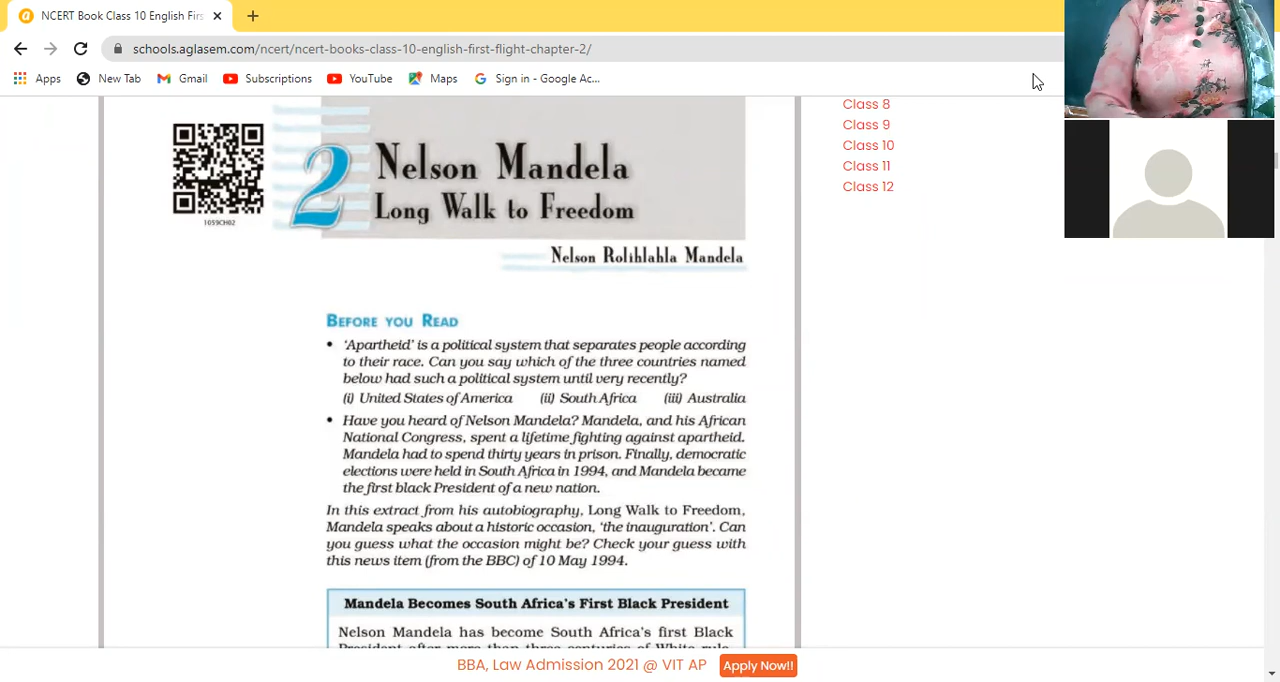 NCERT Book Class 10 English Firs
schools.aglasem.com/ncert/ncert-books-class-10-english-first-flight-chapter-2/
Apps New Tab Gmail Subscriptions YouTube Maps Sign in - Google Ac...
1059CH02
2 Nelson Mandela
Long Walk to Freedom
Nelson Rolihlahla Mandela
BEFORE YOU READ
• 'Apartheid' is a political system that separates people according
to their race. Can you say which of the three countries named
below had such a political system until very recently?
(i) United States of America (ii) South Africa (iii) Australia
• Have you heard of Nelson Mandela? Mandela, and his African
National Congress, spent a lifetime fighting against apartheid.
Mandela had to spend thirty years in prison. Finally, democratic
elections were held in South Africa in 1994, and Mandela became
the first black President of a new nation.
In this extract from his autobiography, Long Walk to Freedom,
Mandela speaks about a historic occasion, 'the inauguration'. Can
you guess what the occasion might be? Check your guess with
this news item (from the BBC) of 10 May 1994.
Mandela Becomes South Africa's First Black President
Nelson Mandela has become South Africa's first Black
President after more than three centuries of White rule.
Class 8
Class 9
Class 10
Class 11
Class 12
BBA, Law Admission 2021 @ VIT AP Apply Now!!